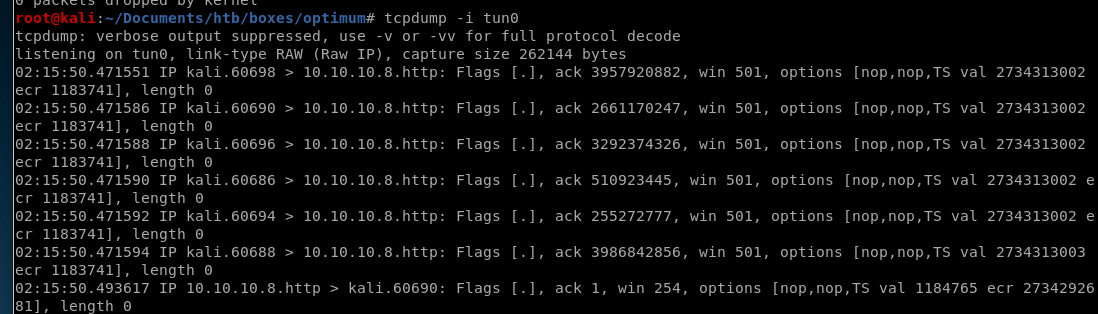 0 packets dropped by kernel
root@kali:~/Documents/htb/boxes/optimum# tcpdump -i tun0
tcpdump: verbose output suppressed, use -v or -vv for full protocol decode
listening on tun0, link-type RAW (Raw IP), capture size 262144 bytes
02:15:50.471551 IP kali.60698 > 10.10.10.8.http: Flags [.], ack 3957920882, win 501, options [nop,nop,TS val 2734313002
ecr 1183741], length 0
02:15:50.471586 IP kali.60690 > 10.10.10.8.http: Flags [.], ack 2661170247, win 501, options [nop,nop,TS val 2734313002
ecr 1183741], length 0
02:15:50.471588 IP kali.60696 > 10.10.10.8.http: Flags [.], ack 3292374326, win 501, options [nop,nop,TS val 2734313002
ecr 1183741], length 0
02:15:50.471590 IP kali.60686 > 10.10.10.8.http: Flags [.], ack 510923445, win 501, options [nop,nop,TS val 2734313002 e
cr 1183741], length 0
02:15:50.471592 IP kali.60694 > 10.10.10.8.http: Flags [.], ack 255272777, win 501, options [nop,nop,TS val 2734313002 e
cr 1183741], length 0
02:15:50.471594 IP kali.60688 > 10.10.10.8.http: Flags [.], ack 3986842856, win 501, options [nop,nop,TS val 2734313003
ecr 1183741], length 0
02:15:50.493617 IP 10.10.10.8.http > kali.60690: Flags [.], ack 1, win 254, options [nop,nop,TS val 1184765 ecr 27342926
81], length 0